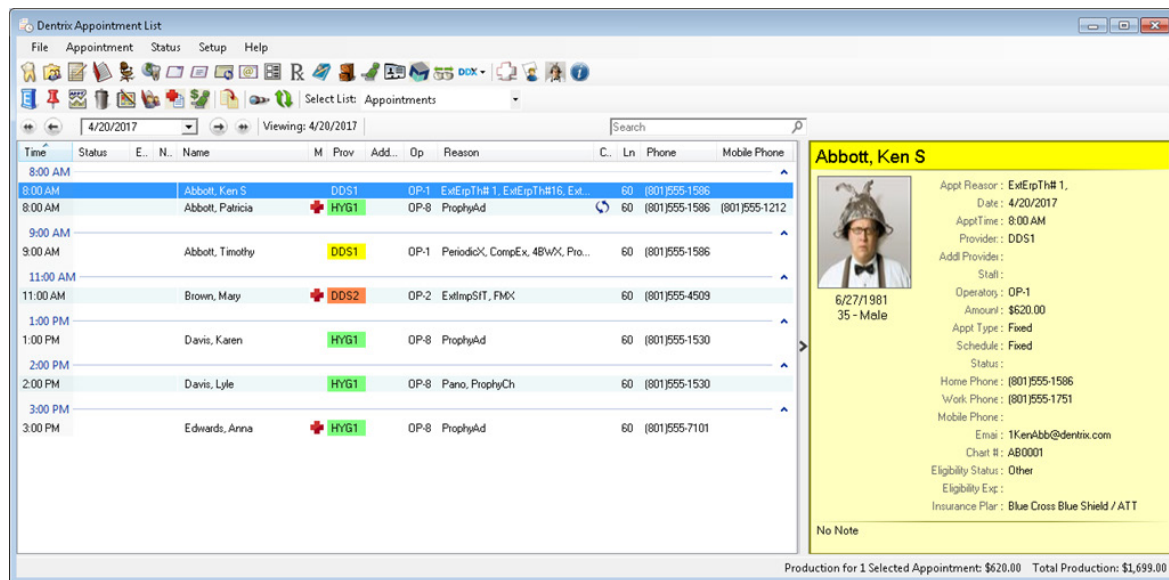 Dentrix Appointment List
File Appointment Status Setup Help
DDX
Select List: Appointments
4/20/2017 Viewing: 4/20/2017 Search
Time Status E.. N.. Name M Prov Add... Op Reason C.. Ln Phone Mobile Phone
8:00 AM
8:00 AM Abbott, Ken S DDS1 OP-1 ExtErpTh# 1, ExtErpTh#16, Ext... 60 (801)555-1586
8:00 AM Abbott, Patricia HYG1 OP-8 ProphyAd 60 (801)555-1586 (801)555-1212
9:00 AM
9:00 AM Abbott, Timothy DDS1 OP-1 PeriodicX, CompEx, 4BWX, Pro... 60 (801)555-1586
11:00 AM
11:00 AM Brown, Mary DDS2 OP-2 ExtImpSfT, FMX 60 (801)555-4509
1:00 PM
1:00 PM Davis, Karen HYG1 OP-8 ProphyAd 60 (801)555-1530
2:00 PM
2:00 PM Davis, Lyle HYG1 OP-8 Pano, ProphyCh 60 (801)555-1530
3:00 PM
3:00 PM Edwards, Anna HYG1 OP-8 ProphyAd 60 (801)555-7101
Abbott, Ken S
6/27/1981
35 - Male
Appt Reason : ExtErpTh# 1,
Date : 4/20/2017
ApptTime : 8:00 AM
Provider : DDS1
Addl Provider :
Staff :
Operatory : OP-1
Amount : $620.00
Appt Type : Fixed
Schedule : Fixed
Status :
Home Phone : (801)555-1586
Work Phone : (801)555-1751
Mobile Phone :
Emai : 1KenAbb@dentrix.com
Chart # : AB0001
Eligibility Status : Other
Eligibility Exp :
Insurance Plan : Blue Cross Blue Shield / ATT
No Note
Production for 1 Selected Appointment: $620.00 Total Production: $1,699.00